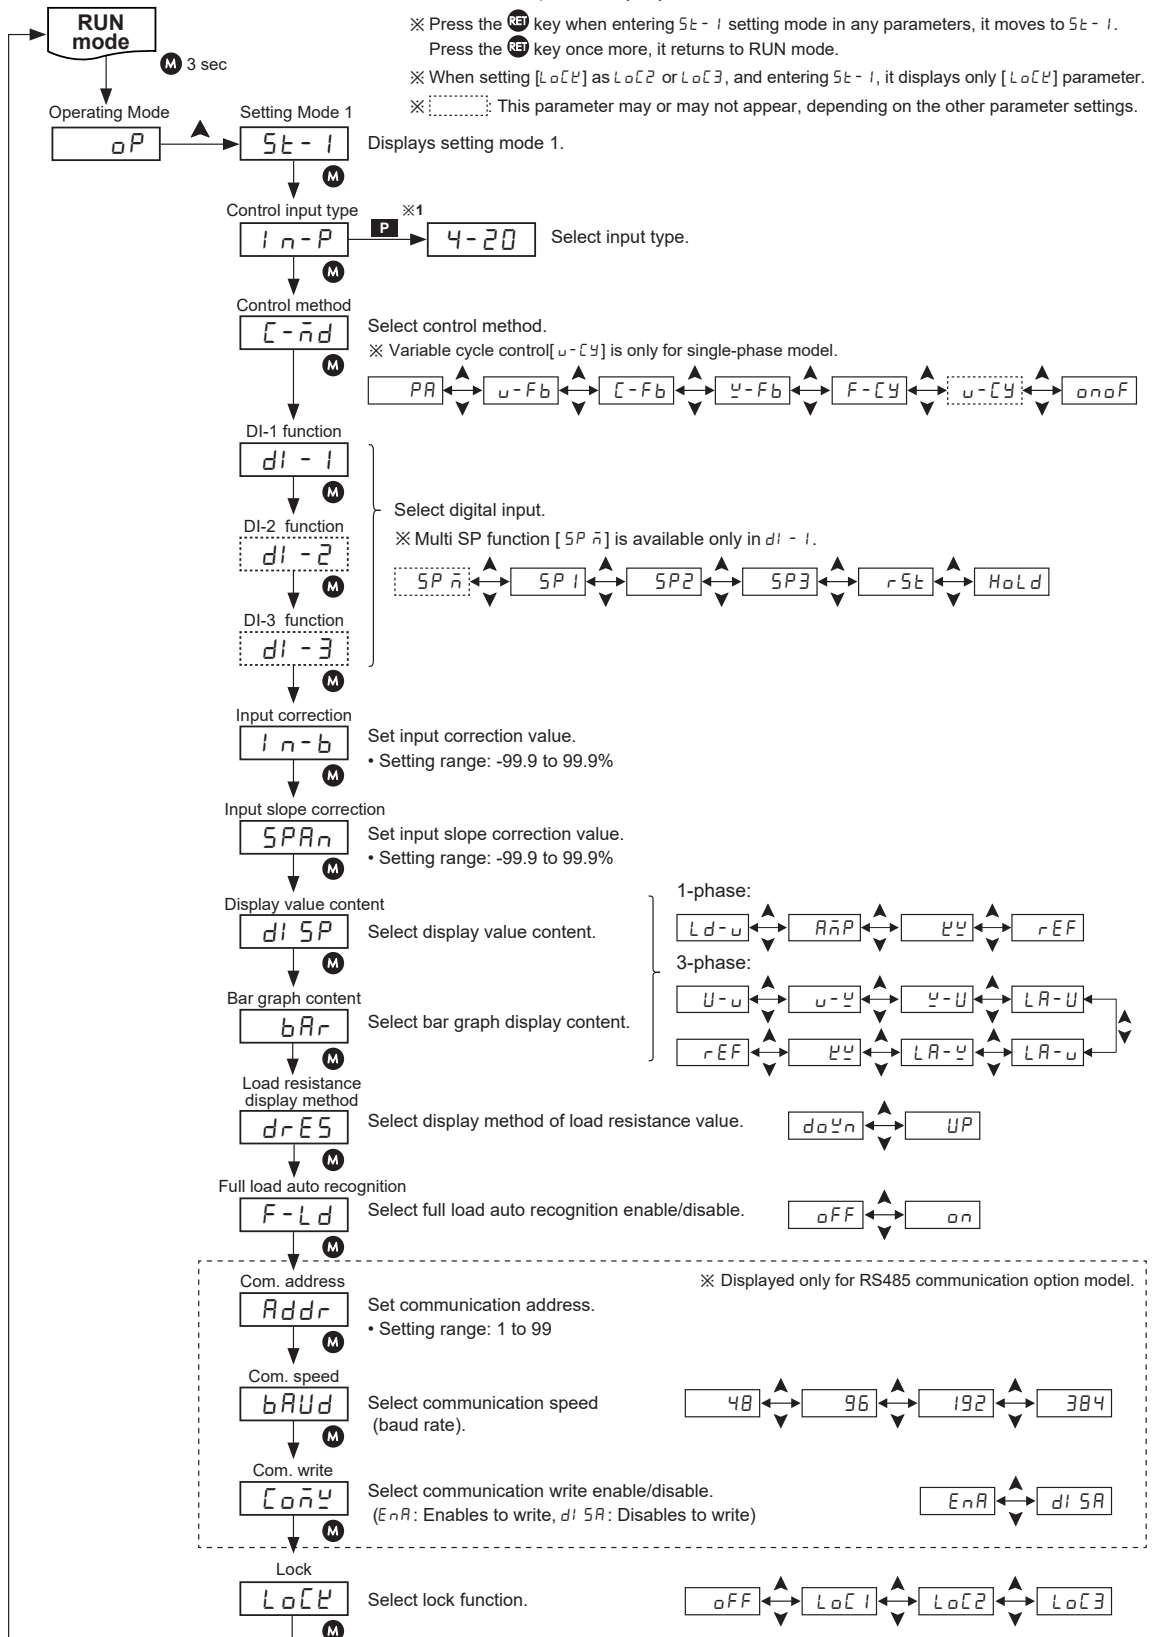 RUN
mode
※ Press the RET key when entering St-1 setting mode in any parameters, it moves to St-1.
Press the RET key once more, it returns to RUN mode.
M 3 sec
※ When setting [LoCK] as LoC2 or LoC3, and entering St-1, it displays only [LoCK] parameter.
※ : This parameter may or may not appear, depending on the other parameter settings.
Operating Mode
oP
Setting Mode 1
St-1
Displays setting mode 1.
M
Control input type
In-P
P
※1
4-20
Select input type.
M
Control method
C-md
Select control method.
※ Variable cycle control[u-CY] is only for single-phase model.
M
PA u-Fb C-Fb W-Fb F-CY u-CY onoF
DI-1 function
dI-1
M
DI-2 function
dI-2
M
DI-3 function
dI-3
M
Select digital input.
※ Multi SP function [SPm] is available only in dI-1.
SPm SP1 SP2 SP3 rSt HoLd
Input correction
In-b
Set input correction value.
• Setting range: -99.9 to 99.9%
M
Input slope correction
SPAn
Set input slope correction value.
• Setting range: -99.9 to 99.9%
M
Display value content
dISP
Select display value content.
M
Bar graph content
bAr
Select bar graph display content.
M
1-phase:
Ld-u AmP KW rEF
3-phase:
U-u u-W W-U LA-U
rEF KW LA-W LA-u
Load resistance
display method
drES
Select display method of load resistance value.
doWn UP
M
Full load auto recognition
F-Ld
Select full load auto recognition enable/disable.
oFF on
M
※ Displayed only for RS485 communication option model.
Com. address
Addr
Set communication address.
• Setting range: 1 to 99
M
Com. speed
bAUd
Select communication speed
(baud rate).
48 96 192 384
M
Com. write
ComW
Select communication write enable/disable.
(EnA: Enables to write, dISA: Disables to write)
EnA dISA
M
Lock
LoCK
Select lock function.
oFF LoC1 LoC2 LoC3
M